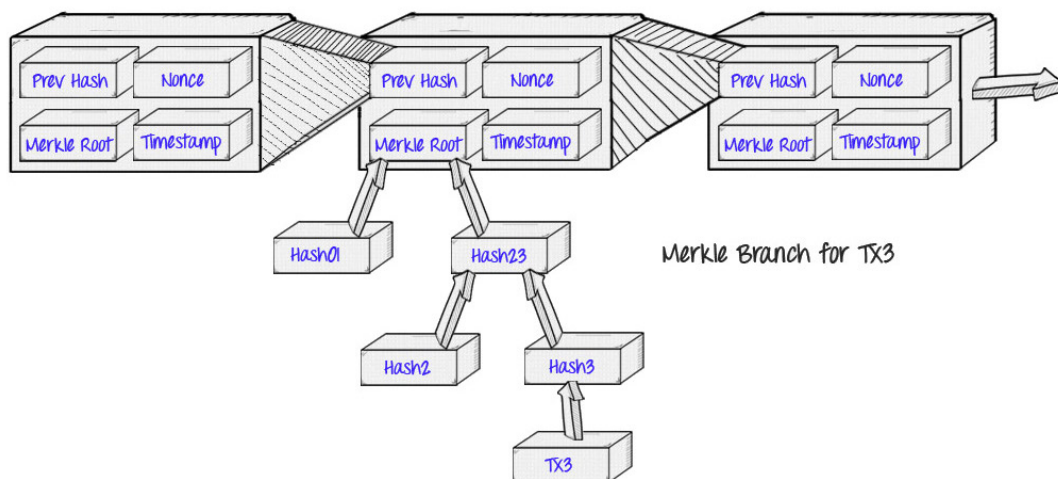 Prev Hash Nonce Prev Hash Nonce Prev Hash Nonce
Merkle Root Timestamp Merkle Root Timestamp Merkle Root Timestamp
Hash01 Hash23 Merkle Branch for TX3
Hash2 Hash3
TX3